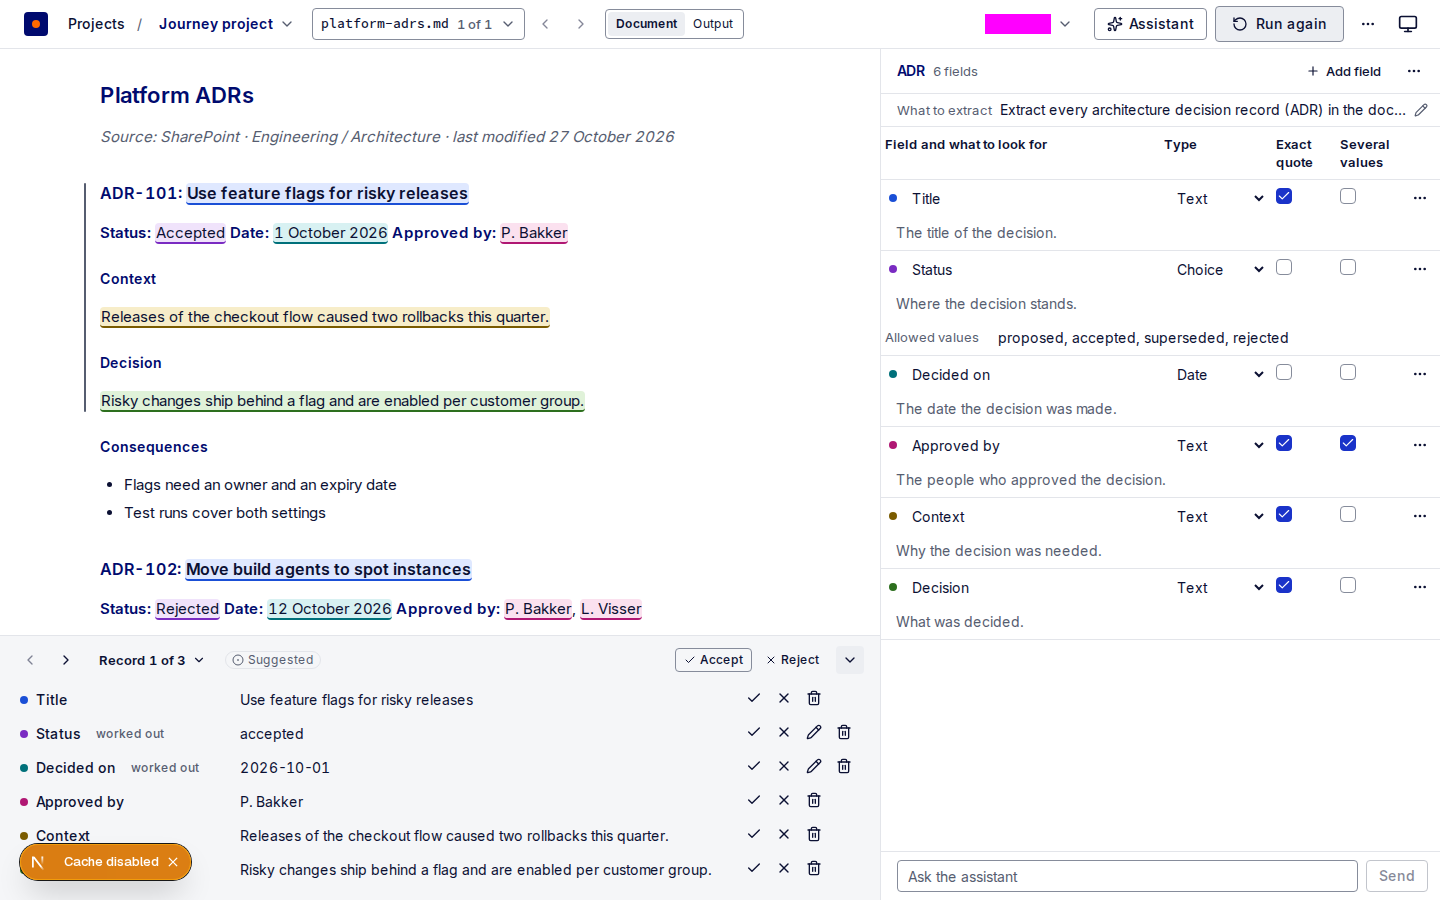 Projects / Journey project platform-adrs.md 1 of 1 Document Output Assistant Run again
Platform ADRs
Source: SharePoint · Engineering / Architecture · last modified 27 October 2026
ADR-101: Use feature flags for risky releases
Status: Accepted Date: 1 October 2026 Approved by: P. Bakker
Context
Releases of the checkout flow caused two rollbacks this quarter.
Decision
Risky changes ship behind a flag and are enabled per customer group.
Consequences
• Flags need an owner and an expiry date
• Test runs cover both settings
ADR-102: Move build agents to spot instances
Status: Rejected Date: 12 October 2026 Approved by: P. Bakker, L. Visser
Record 1 of 3 Suggested Accept Reject
Title Use feature flags for risky releases
Status worked out accepted
Decided on worked out 2026-10-01
Approved by P. Bakker
Context Releases of the checkout flow caused two rollbacks this quarter.
Risky changes ship behind a flag and are enabled per customer group.
Cache disabled
ADR 6 fields Add field
What to extract Extract every architecture decision record (ADR) in the doc...
Field and what to look for Type Exact quote Several values
Title Text
The title of the decision.
Status Choice
Where the decision stands.
Allowed values proposed, accepted, superseded, rejected
Decided on Date
The date the decision was made.
Approved by Text
The people who approved the decision.
Context Text
Why the decision was needed.
Decision Text
What was decided.
Ask the assistant Send